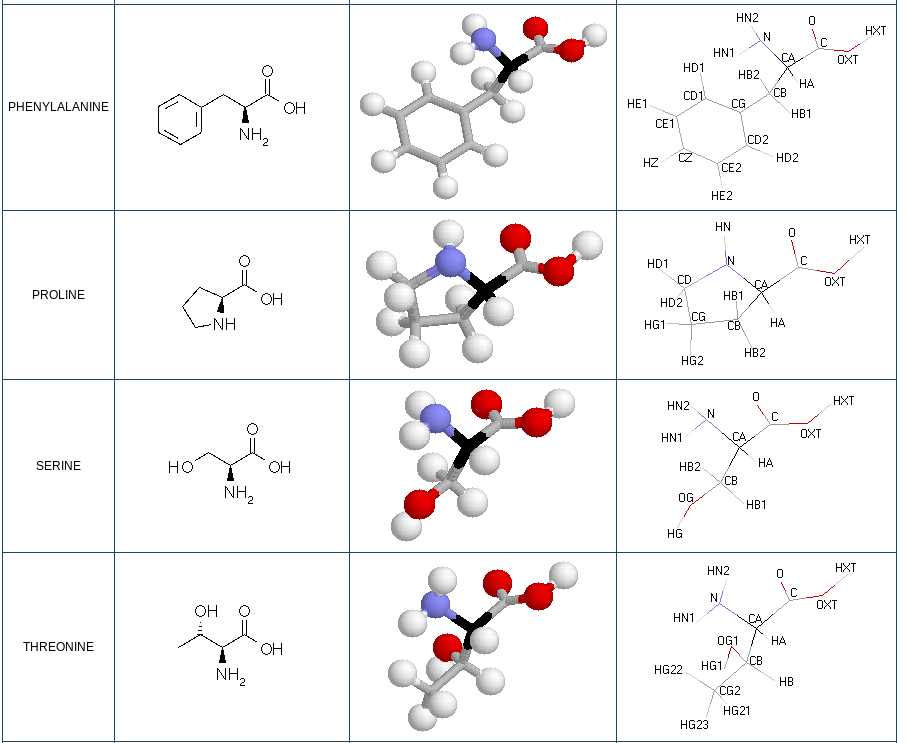 PHENYLALANINE
O
OH
NH2
HN2
O
HXT
N
C
HN1
CA
OXT
HD1
HB2
HA
CB
HE1
CD1
CG
HB1
CE1
CD2
HZ
CZ
CE2
HD2
HE2
PROLINE
O
OH
NH
HN
O
HXT
HD1
N
C
CD
CA
OXT
HB1
HD2
CG
HG1
CB
HA
HG2
HB2
SERINE
O
HO
OH
NH2
HN2
O
HXT
N
C
HN1
CA
OXT
HB2
HA
CB
OG
HB1
HG
THREONINE
OH
O
OH
NH2
HN2
O
HXT
N
C
HN1
CA
OXT
OG1
HA
HG22
HG1
CB
CG2
HB
HG21
HG23